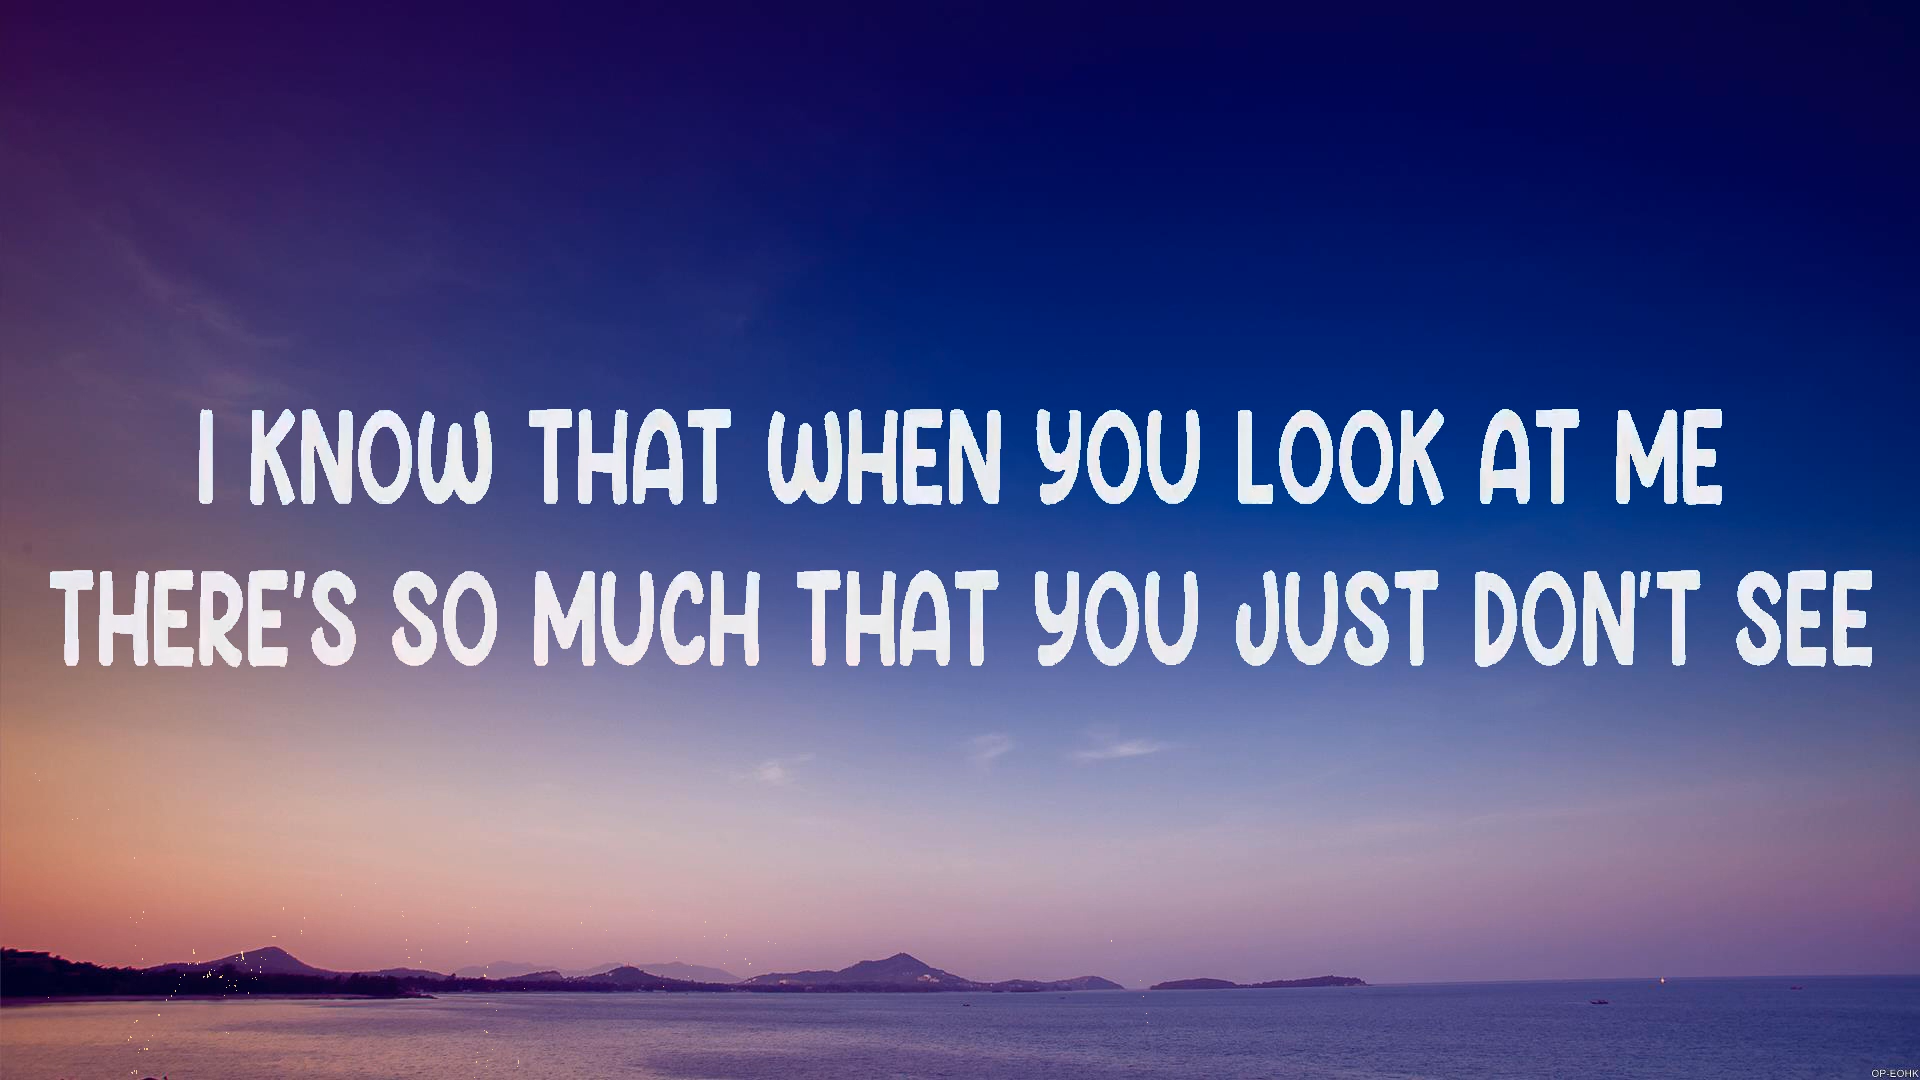 I KNOW THAT WHEN YOU LOOK AT ME
THERE'S SO MUCH THAT YOU JUST DON'T SEE
OP-EOHK